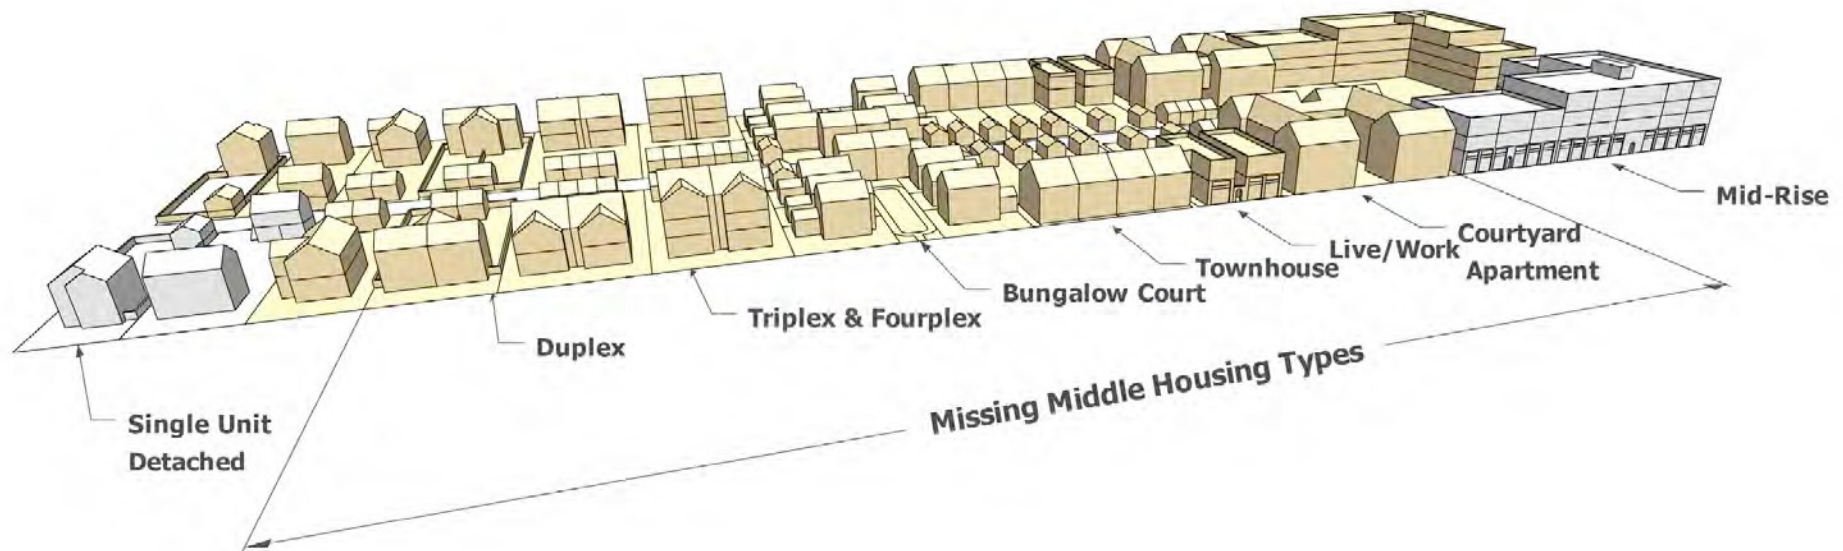 Single Unit
Detached
Duplex
Triplex & Fourplex
Bungalow Court
Townhouse
Live/Work
Courtyard
Apartment
Mid-Rise
Missing Middle Housing Types